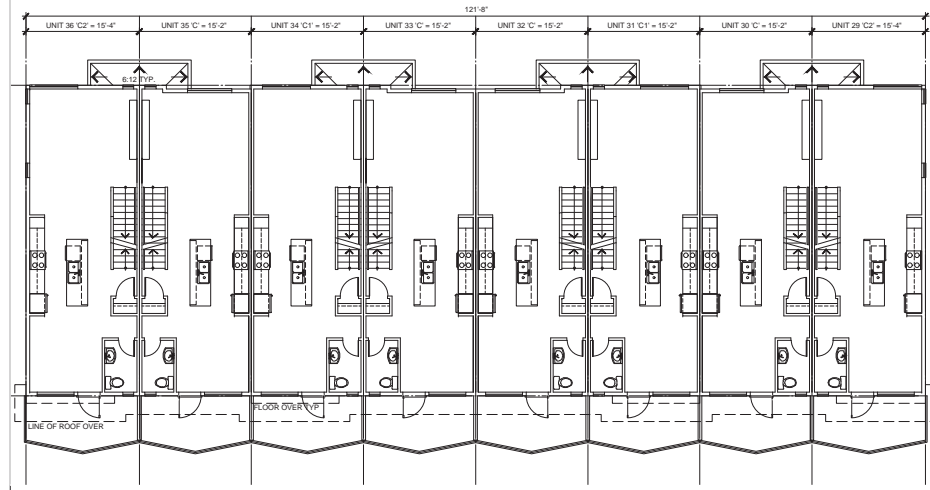 121'-8"
UNIT 36 'C2' = 15'-4"
UNIT 35 'C' = 15'-2"
UNIT 34 'C1' = 15'-2"
UNIT 33 'C' = 15'-2"
UNIT 32 'C' = 15'-2"
UNIT 31 'C1' = 15'-2"
UNIT 30 'C' = 15'-2"
UNIT 29 'C2' = 15'-4"
6:12 TYP.
FLOOR OVER TYP
LINE OF ROOF OVER